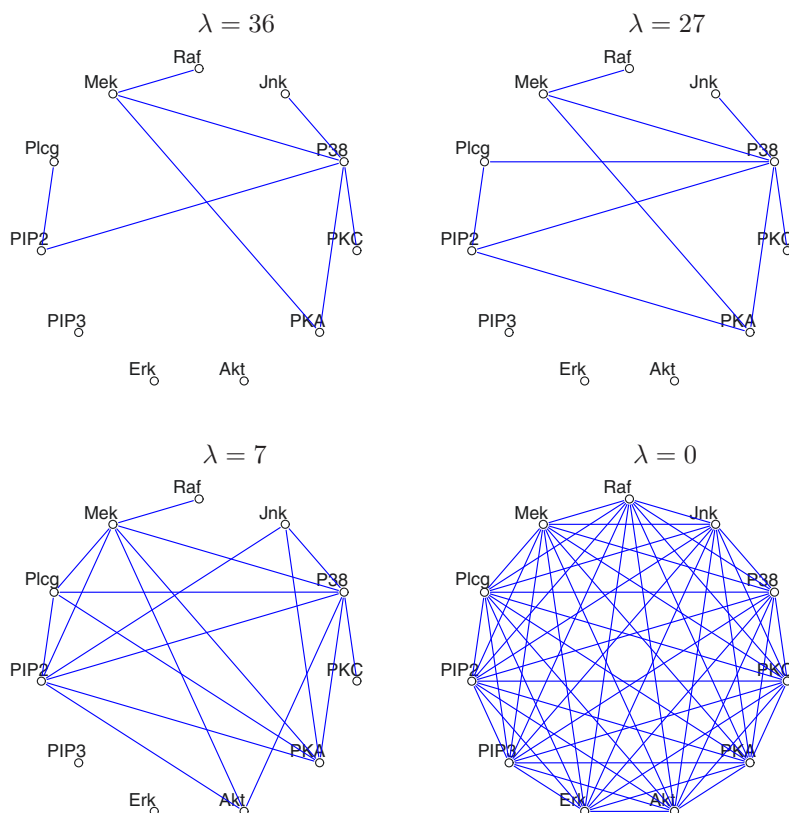 λ = 36
Raf
Mek
Jnk
Plcg
P38
PIP2
PKC
PIP3
PKA
Erk
Akt
λ = 27
Raf
Mek
Jnk
Plcg
P38
PIP2
PKC
PIP3
PKA
Erk
Akt
λ = 7
Raf
Mek
Jnk
Plcg
P38
PIP2
PKC
PIP3
PKA
Erk
Akt
λ = 0
Raf
Mek
Jnk
Plcg
P38
PIP2
PKC
PIP3
PKA
Erk
Akt